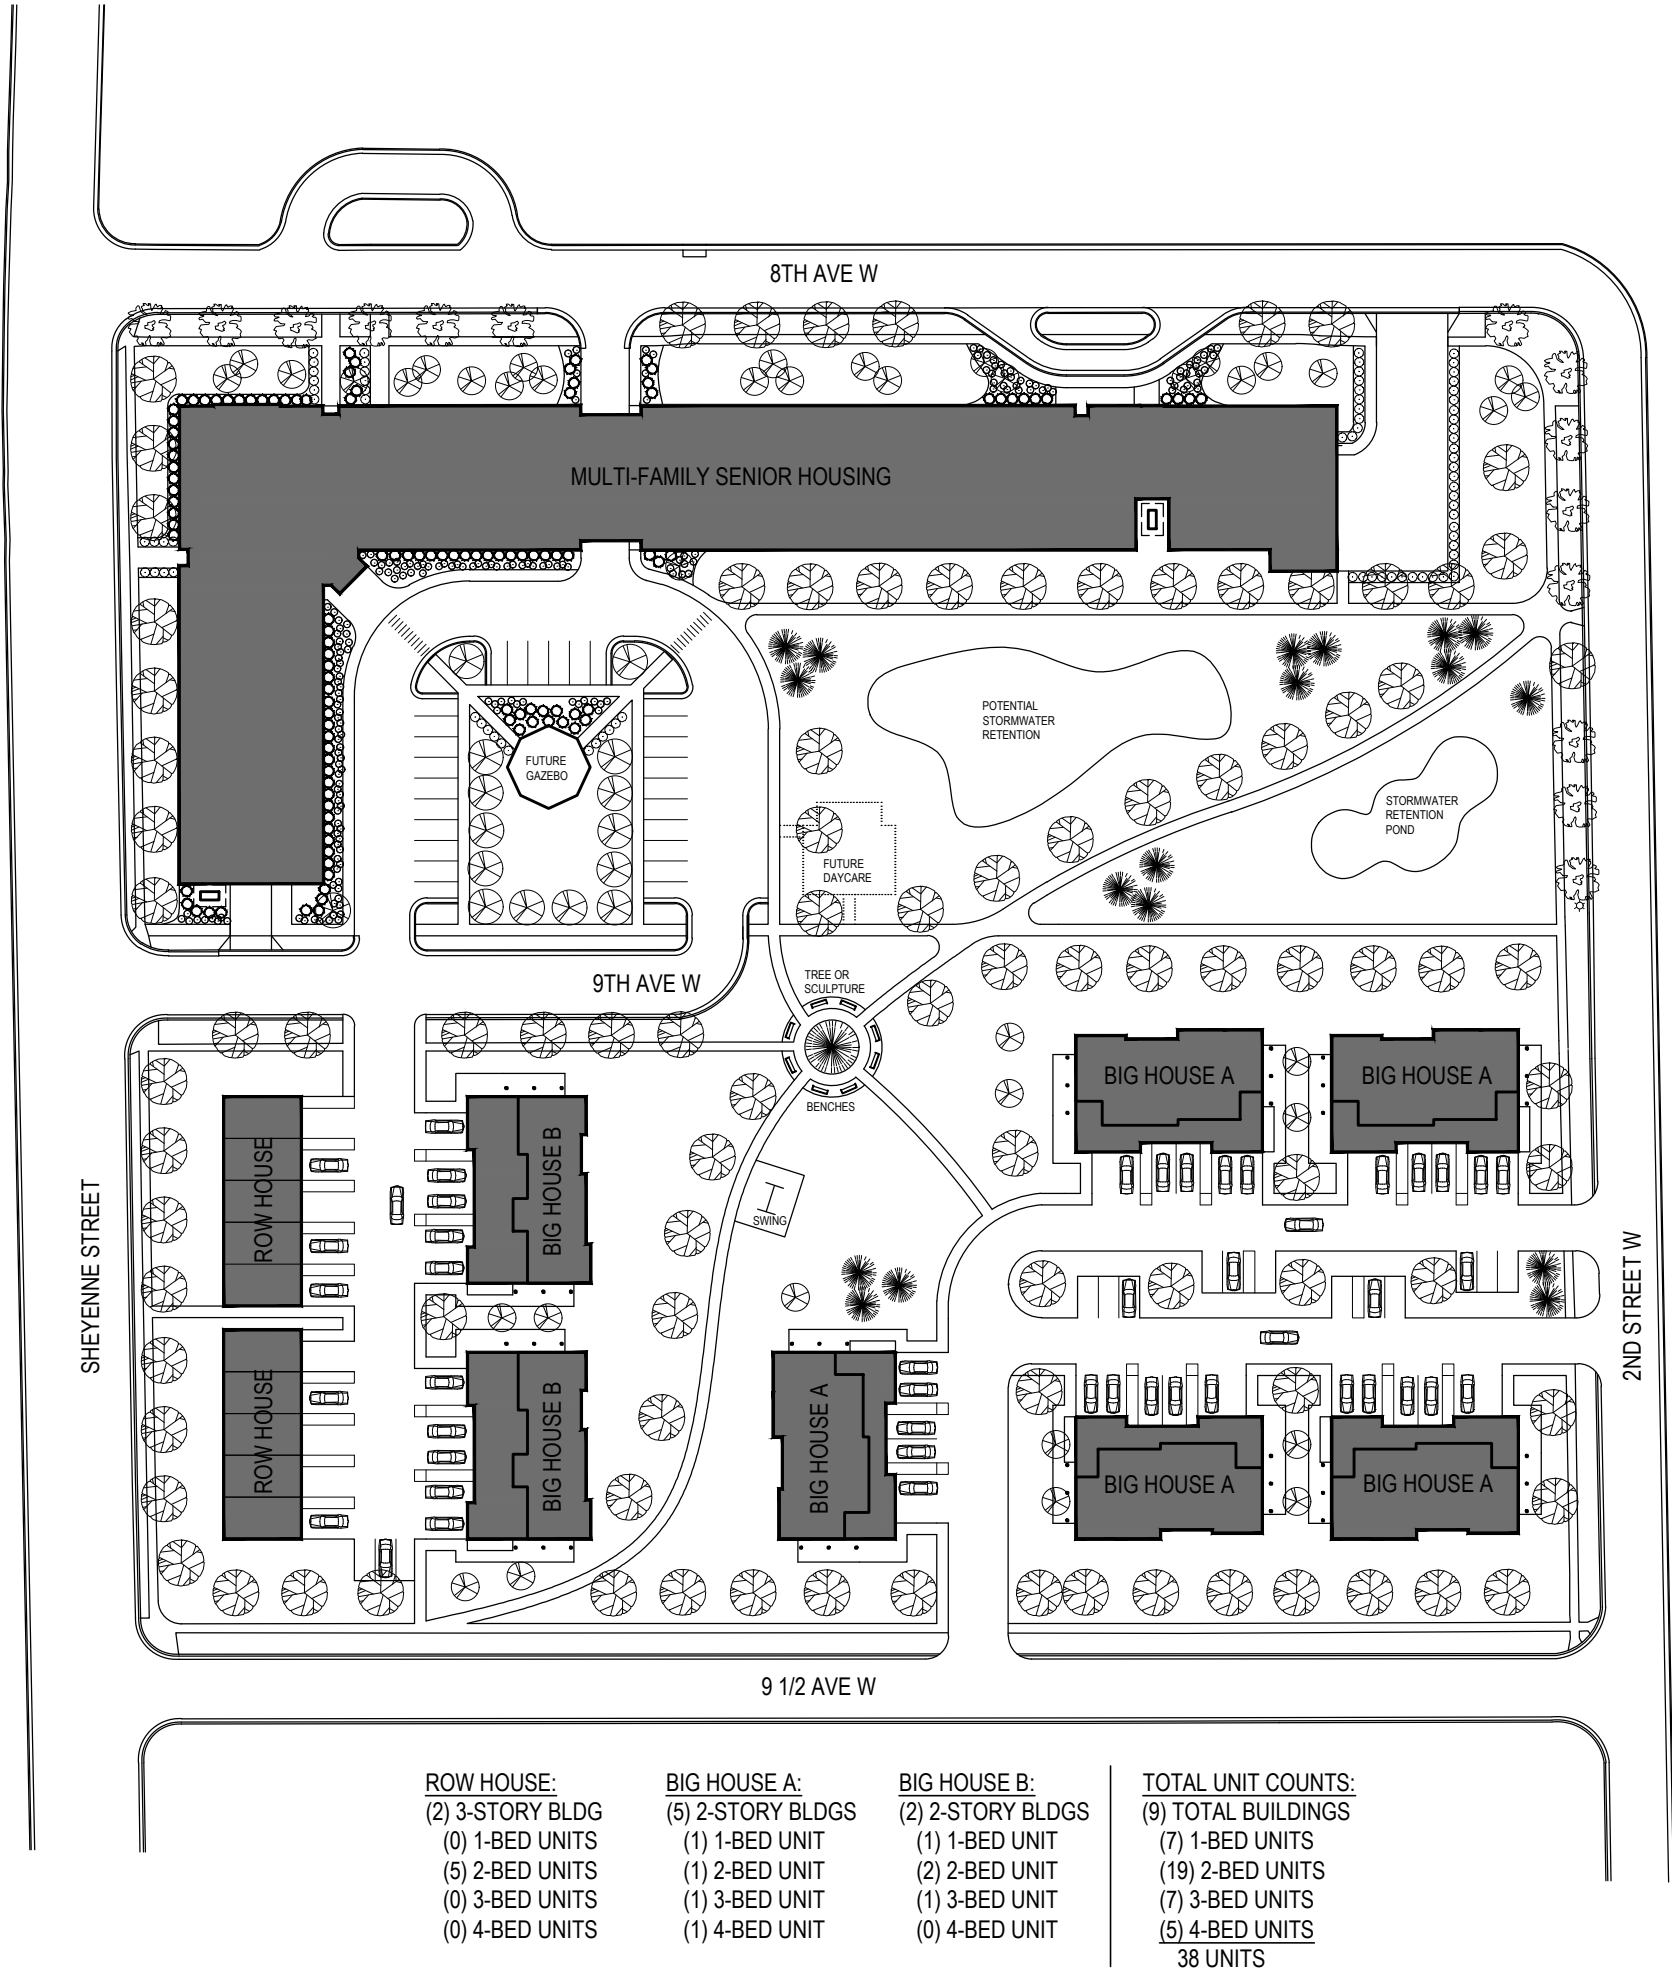 8TH AVE W
MULTI-FAMILY SENIOR HOUSING
POTENTIAL
STORMWATER
RETENTION
FUTURE
GAZEBO
STORMWATER
RETENTION
POND
FUTURE
DAYCARE
TREE OR
SCULPTURE
9TH AVE W
BENCHES
BIG HOUSE A
BIG HOUSE A
ROW HOUSE
BIG HOUSE B
SWING
SHEYENNE STREET
2ND STREET W
ROW HOUSE
BIG HOUSE B
BIG HOUSE A
BIG HOUSE A
BIG HOUSE A
9 1/2 AVE W
ROW HOUSE:
(2) 3-STORY BLDG
(0) 1-BED UNITS
(5) 2-BED UNITS
(0) 3-BED UNITS
(0) 4-BED UNITS
BIG HOUSE A:
(5) 2-STORY BLDGS
(1) 1-BED UNIT
(1) 2-BED UNIT
(1) 3-BED UNIT
(1) 4-BED UNIT
BIG HOUSE B:
(2) 2-STORY BLDGS
(1) 1-BED UNIT
(2) 2-BED UNIT
(1) 3-BED UNIT
(0) 4-BED UNIT
TOTAL UNIT COUNTS:
(9) TOTAL BUILDINGS
(7) 1-BED UNITS
(19) 2-BED UNITS
(7) 3-BED UNITS
(5) 4-BED UNITS
38 UNITS